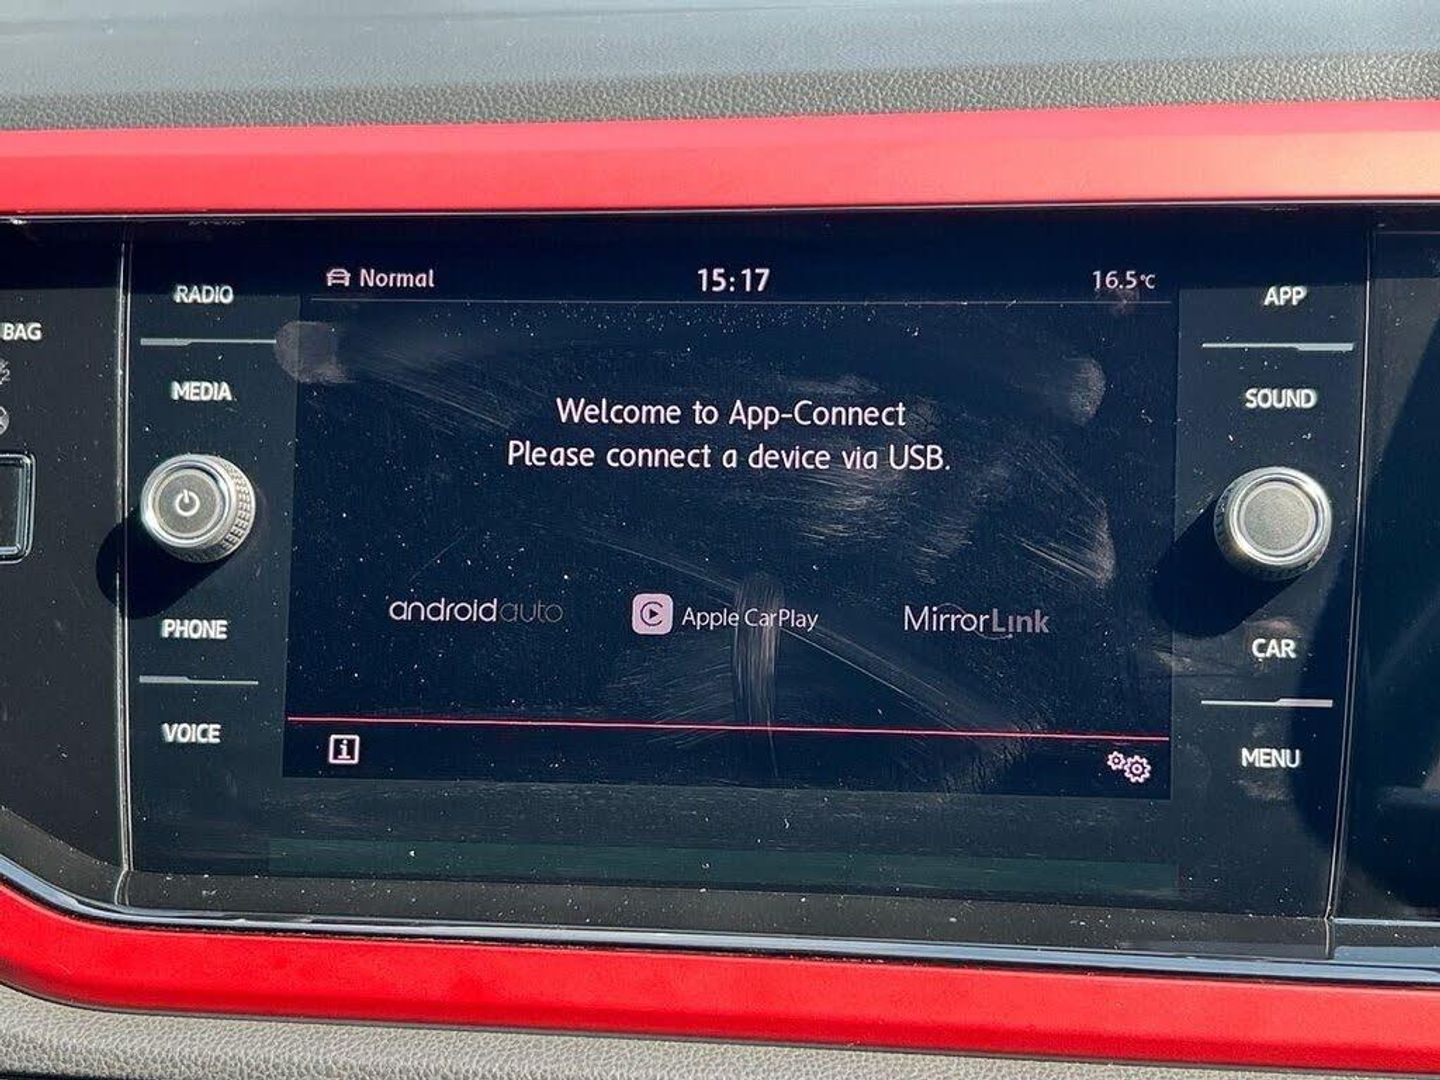 Normal 15:17 16.5°C
RADIO
APP
BAG
MEDIA
SOUND
Welcome to App-Connect
Please connect a device via USB.
androidauto Apple CarPlay MirrorLink
PHONE
CAR
VOICE
MENU
i